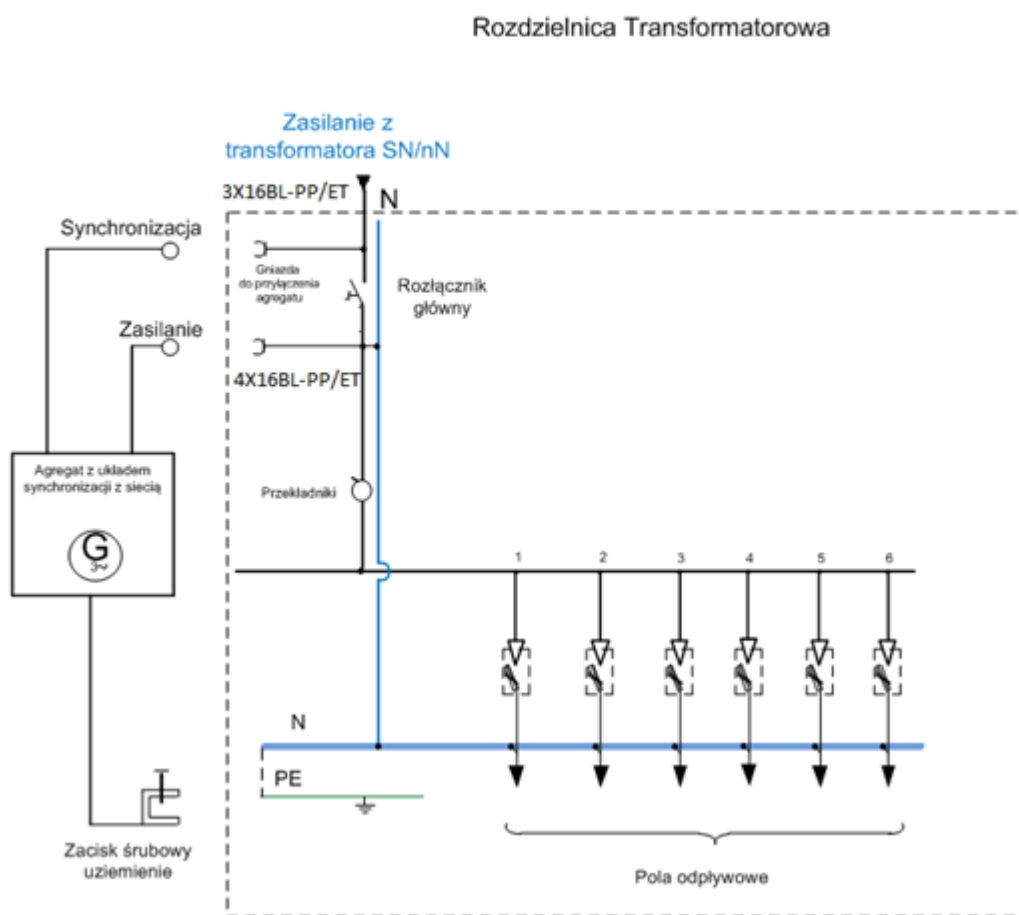 Rozdzielnica Transformatorowa
Zasilanie z
transformatora SN/nN
3X16BL-PP/ET
N
Synchronizacja
Gniazda
do przyłączenia
agregatu
Rozłącznik
główny
Zasilanie
4X16BL-PP/ET
Agregat z układem
synchronizacji z siecią
Przekładniki
G
3~
1 2 3 4 5 6
N
PE
Zacisk śrubowy
uziemienie
Pola odpływowe